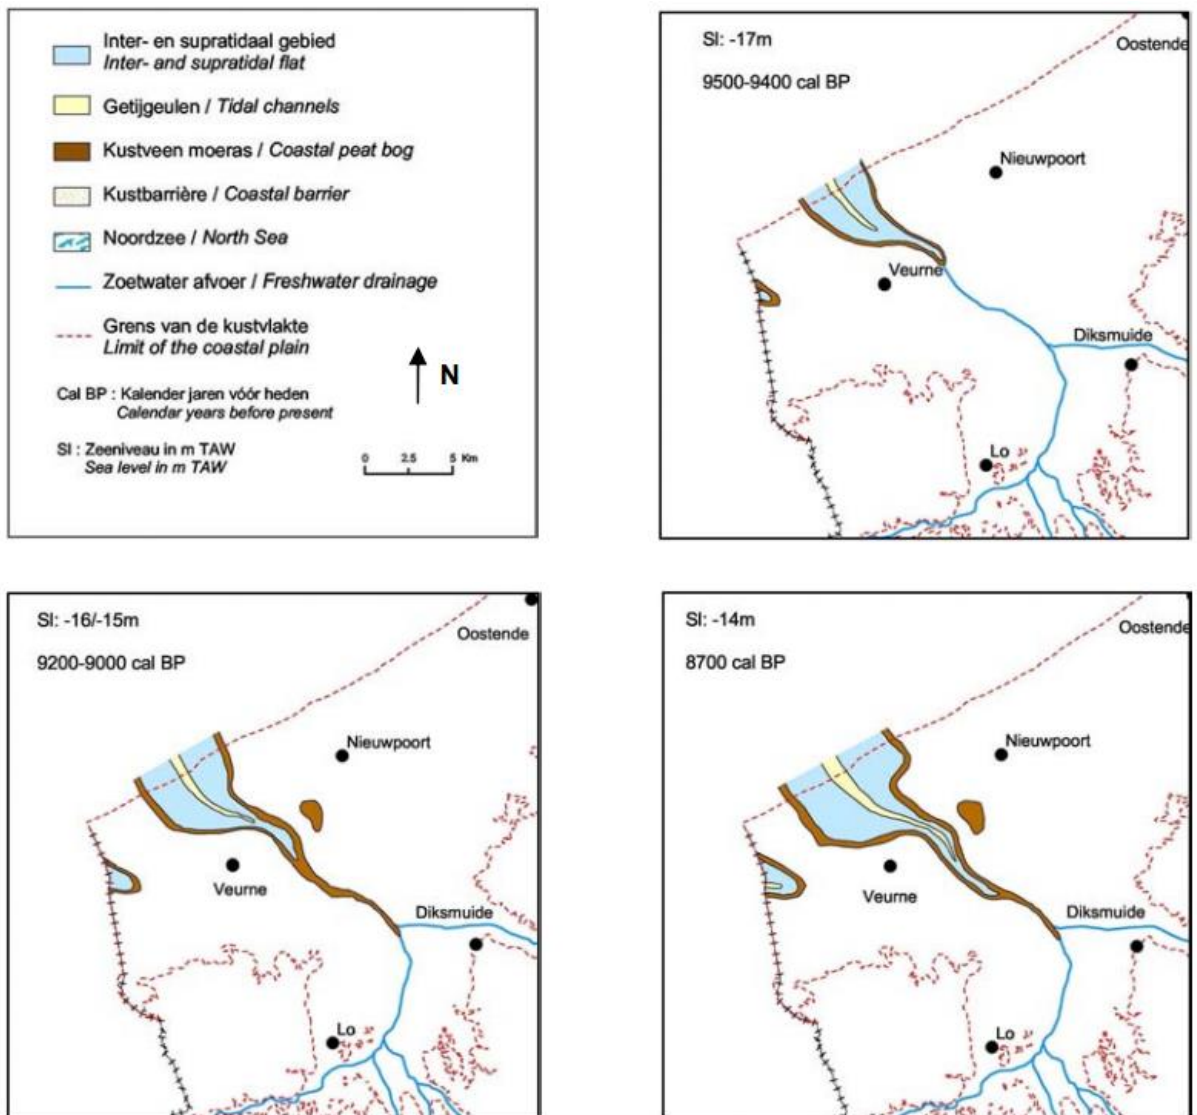 Inter- en supratidaal gebied
Inter- and supratidal flat
Getijgeulen / Tidal channels
Kustveen moeras / Coastal peat bog
Kustbarrière / Coastal barrier
Noordzee / North Sea
Zoetwater afvoer / Freshwater drainage
Grens van de kustvlakte
Limit of the coastal plain
N
Cal BP : Kalender jaren vóór heden
Calendar years before present
Sl : Zeeniveau in m TAW
Sea level in m TAW
0 2.5 5 Km
Sl: -17m
9500-9400 cal BP
Oostende
Nieuwpoort
Veurne
Diksmuide
Lo
Sl: -16/-15m
9200-9000 cal BP
Oostende
Nieuwpoort
Veurne
Diksmuide
Lo
Sl: -14m
8700 cal BP
Oostende
Nieuwpoort
Veurne
Diksmuide
Lo